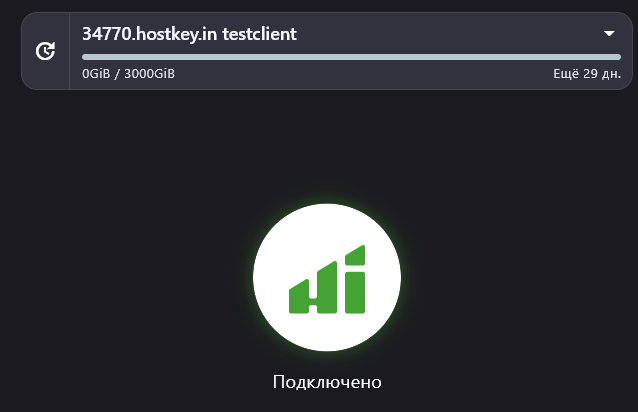 34770.hostkey.in testclient
0GiB / 3000GiB
Ещё 29 дн.
Подключено